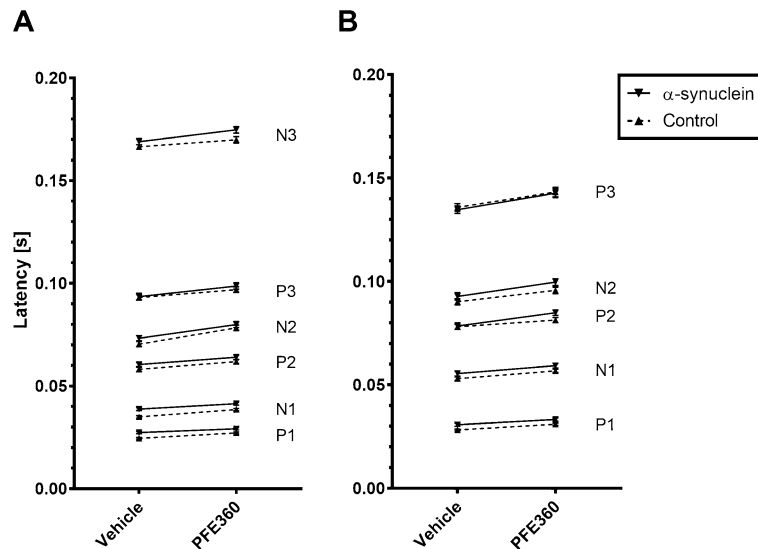 A
Latency [s]
0.20
0.15
0.10
0.05
0.00
N3
P3
N2
P2
N1
P1
Vehicle
PFE360
B
0.20
0.15
0.10
0.05
0.00
P3
N2
P2
N1
P1
Vehicle
PFE360
α-synuclein
Control